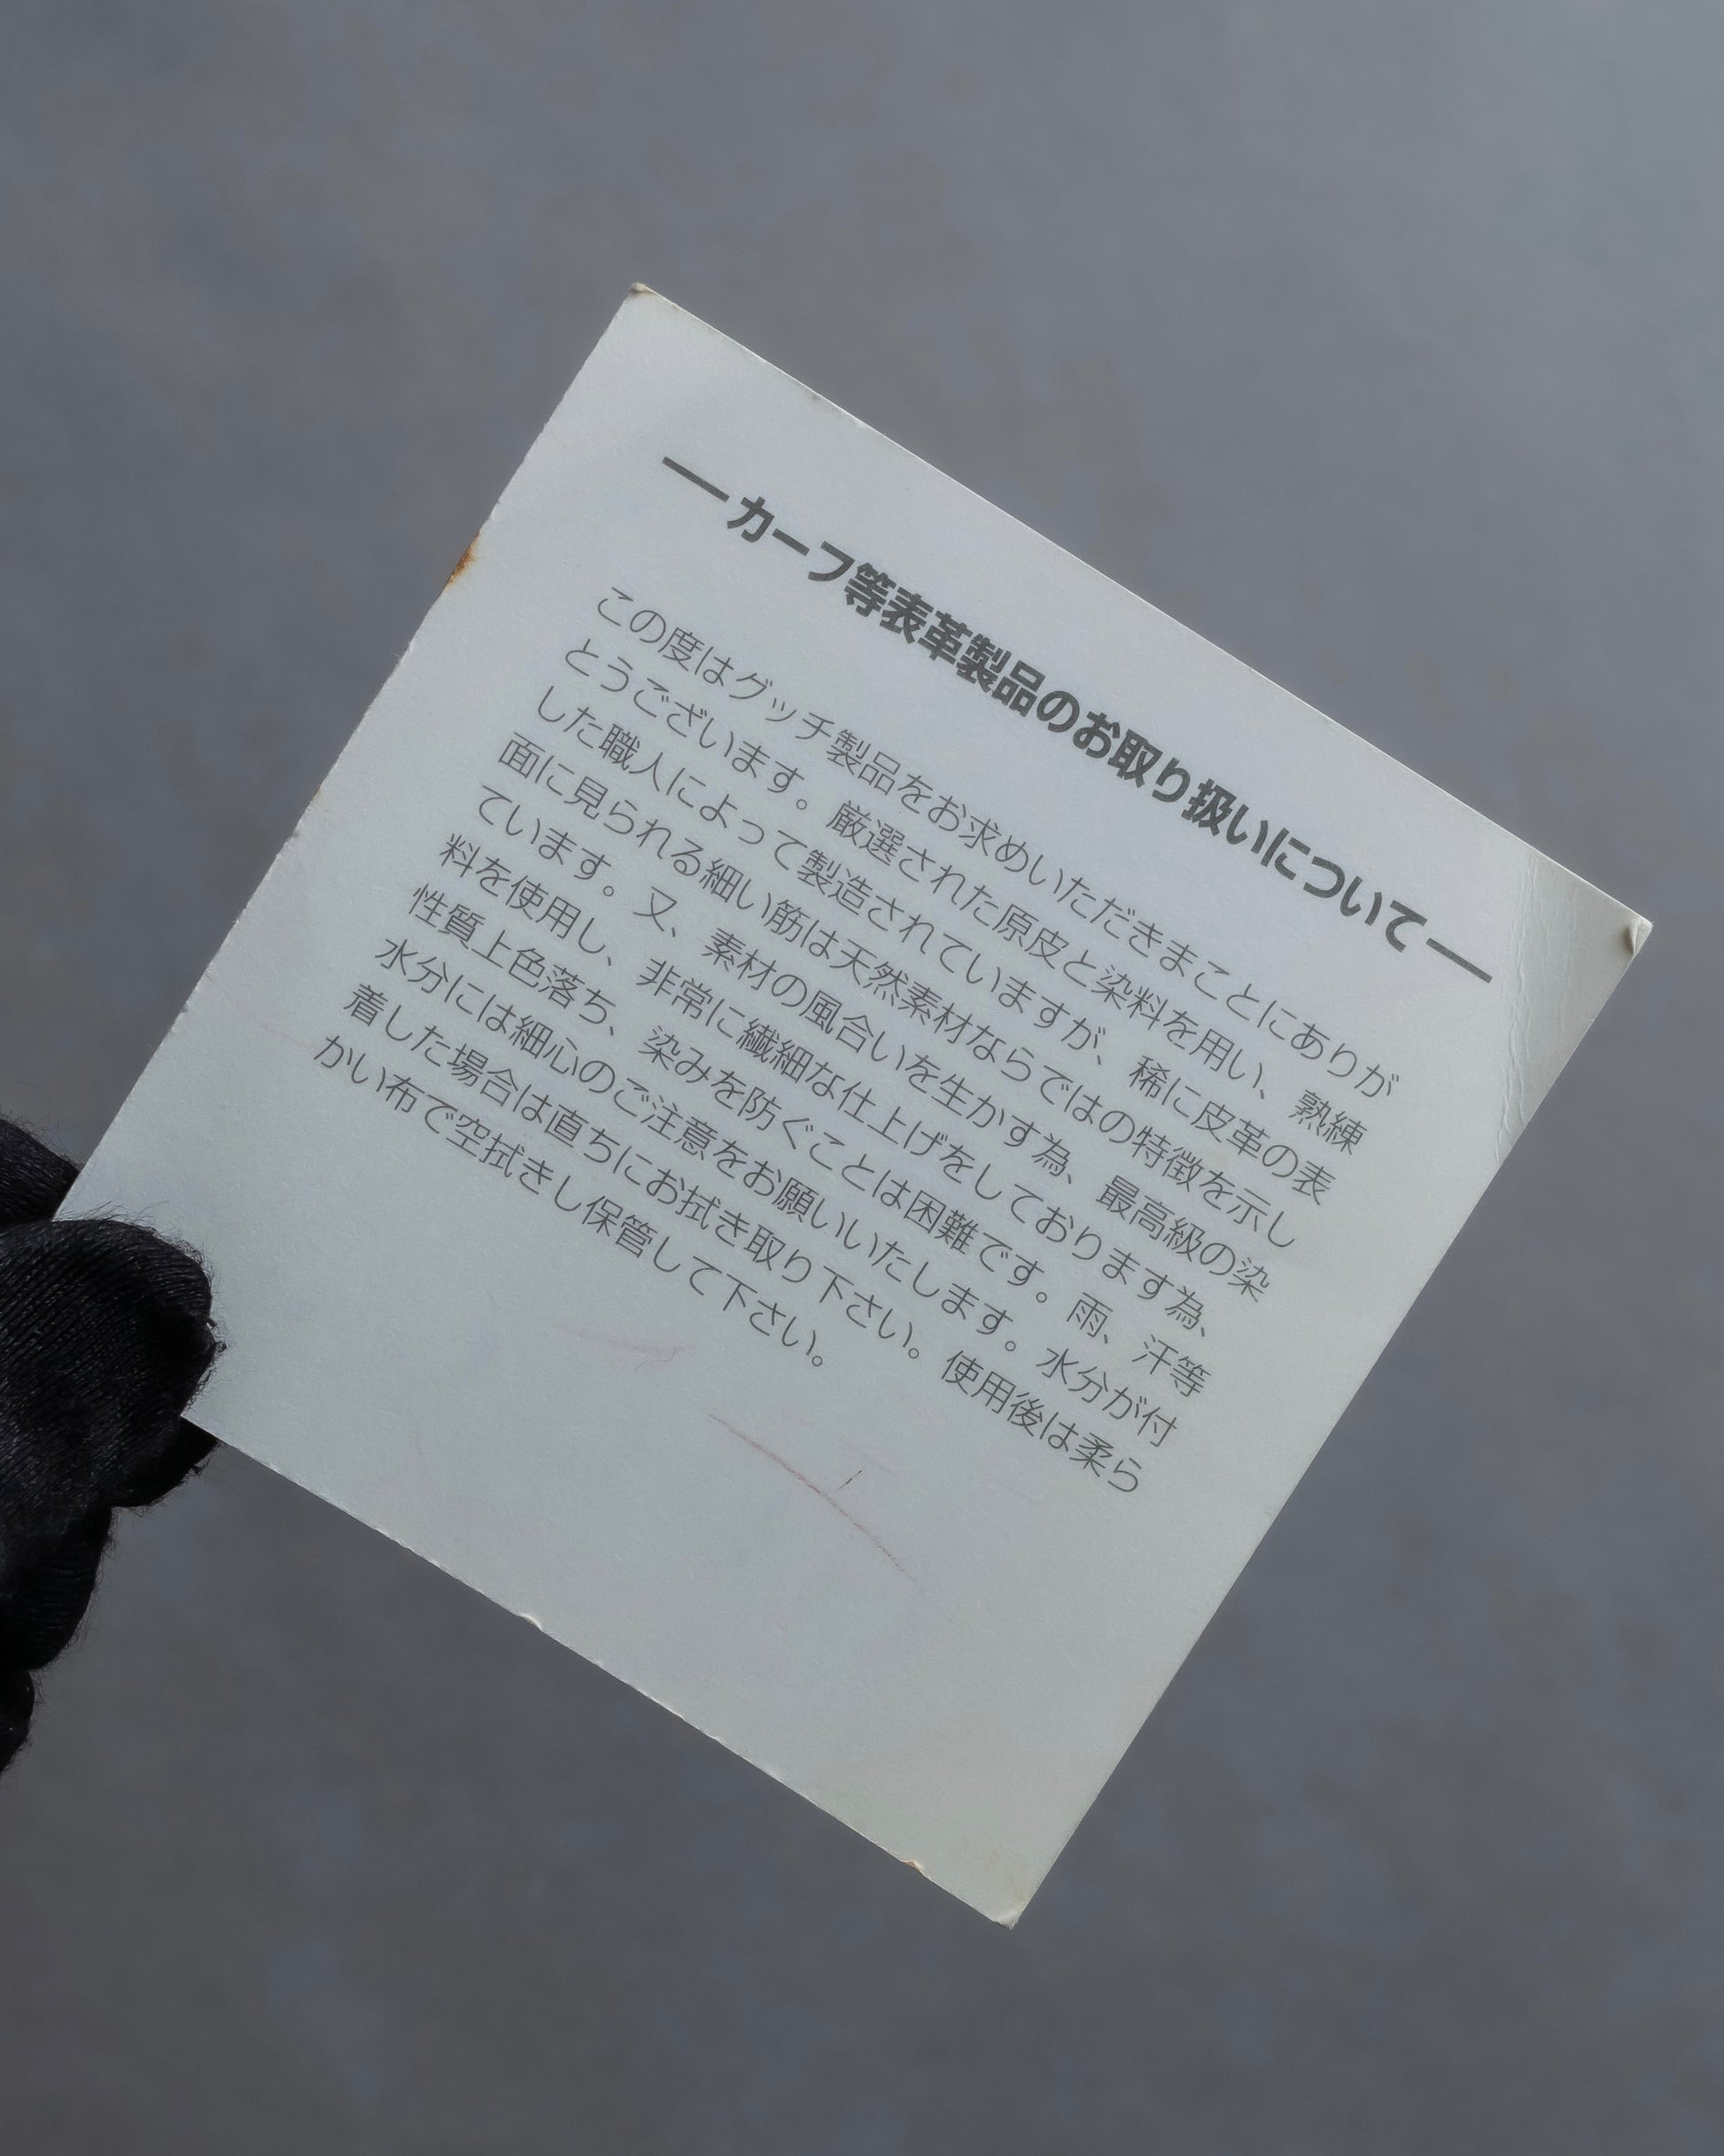 ―カーフ等表革製品のお取り扱いについて―
この度はグッチ製品をお求めいただきまことにありが
とうございます。厳選された原皮と染料を用い、熟練
した職人によって製造されていますが、稀に皮革の表
面に見られる細い筋は天然素材ならではの特徴を示し
ています。又、素材の風合いを生かす為、最高級の染
料を使用し、非常に繊細な仕上げをしております為、
性質上色落ち、染みを防ぐことは困難です。雨、汗等
水分には細心のご注意をお願いいたします。水分が付
着した場合は直ちにお拭き取り下さい。使用後は柔ら
かい布で空拭きし保管して下さい。